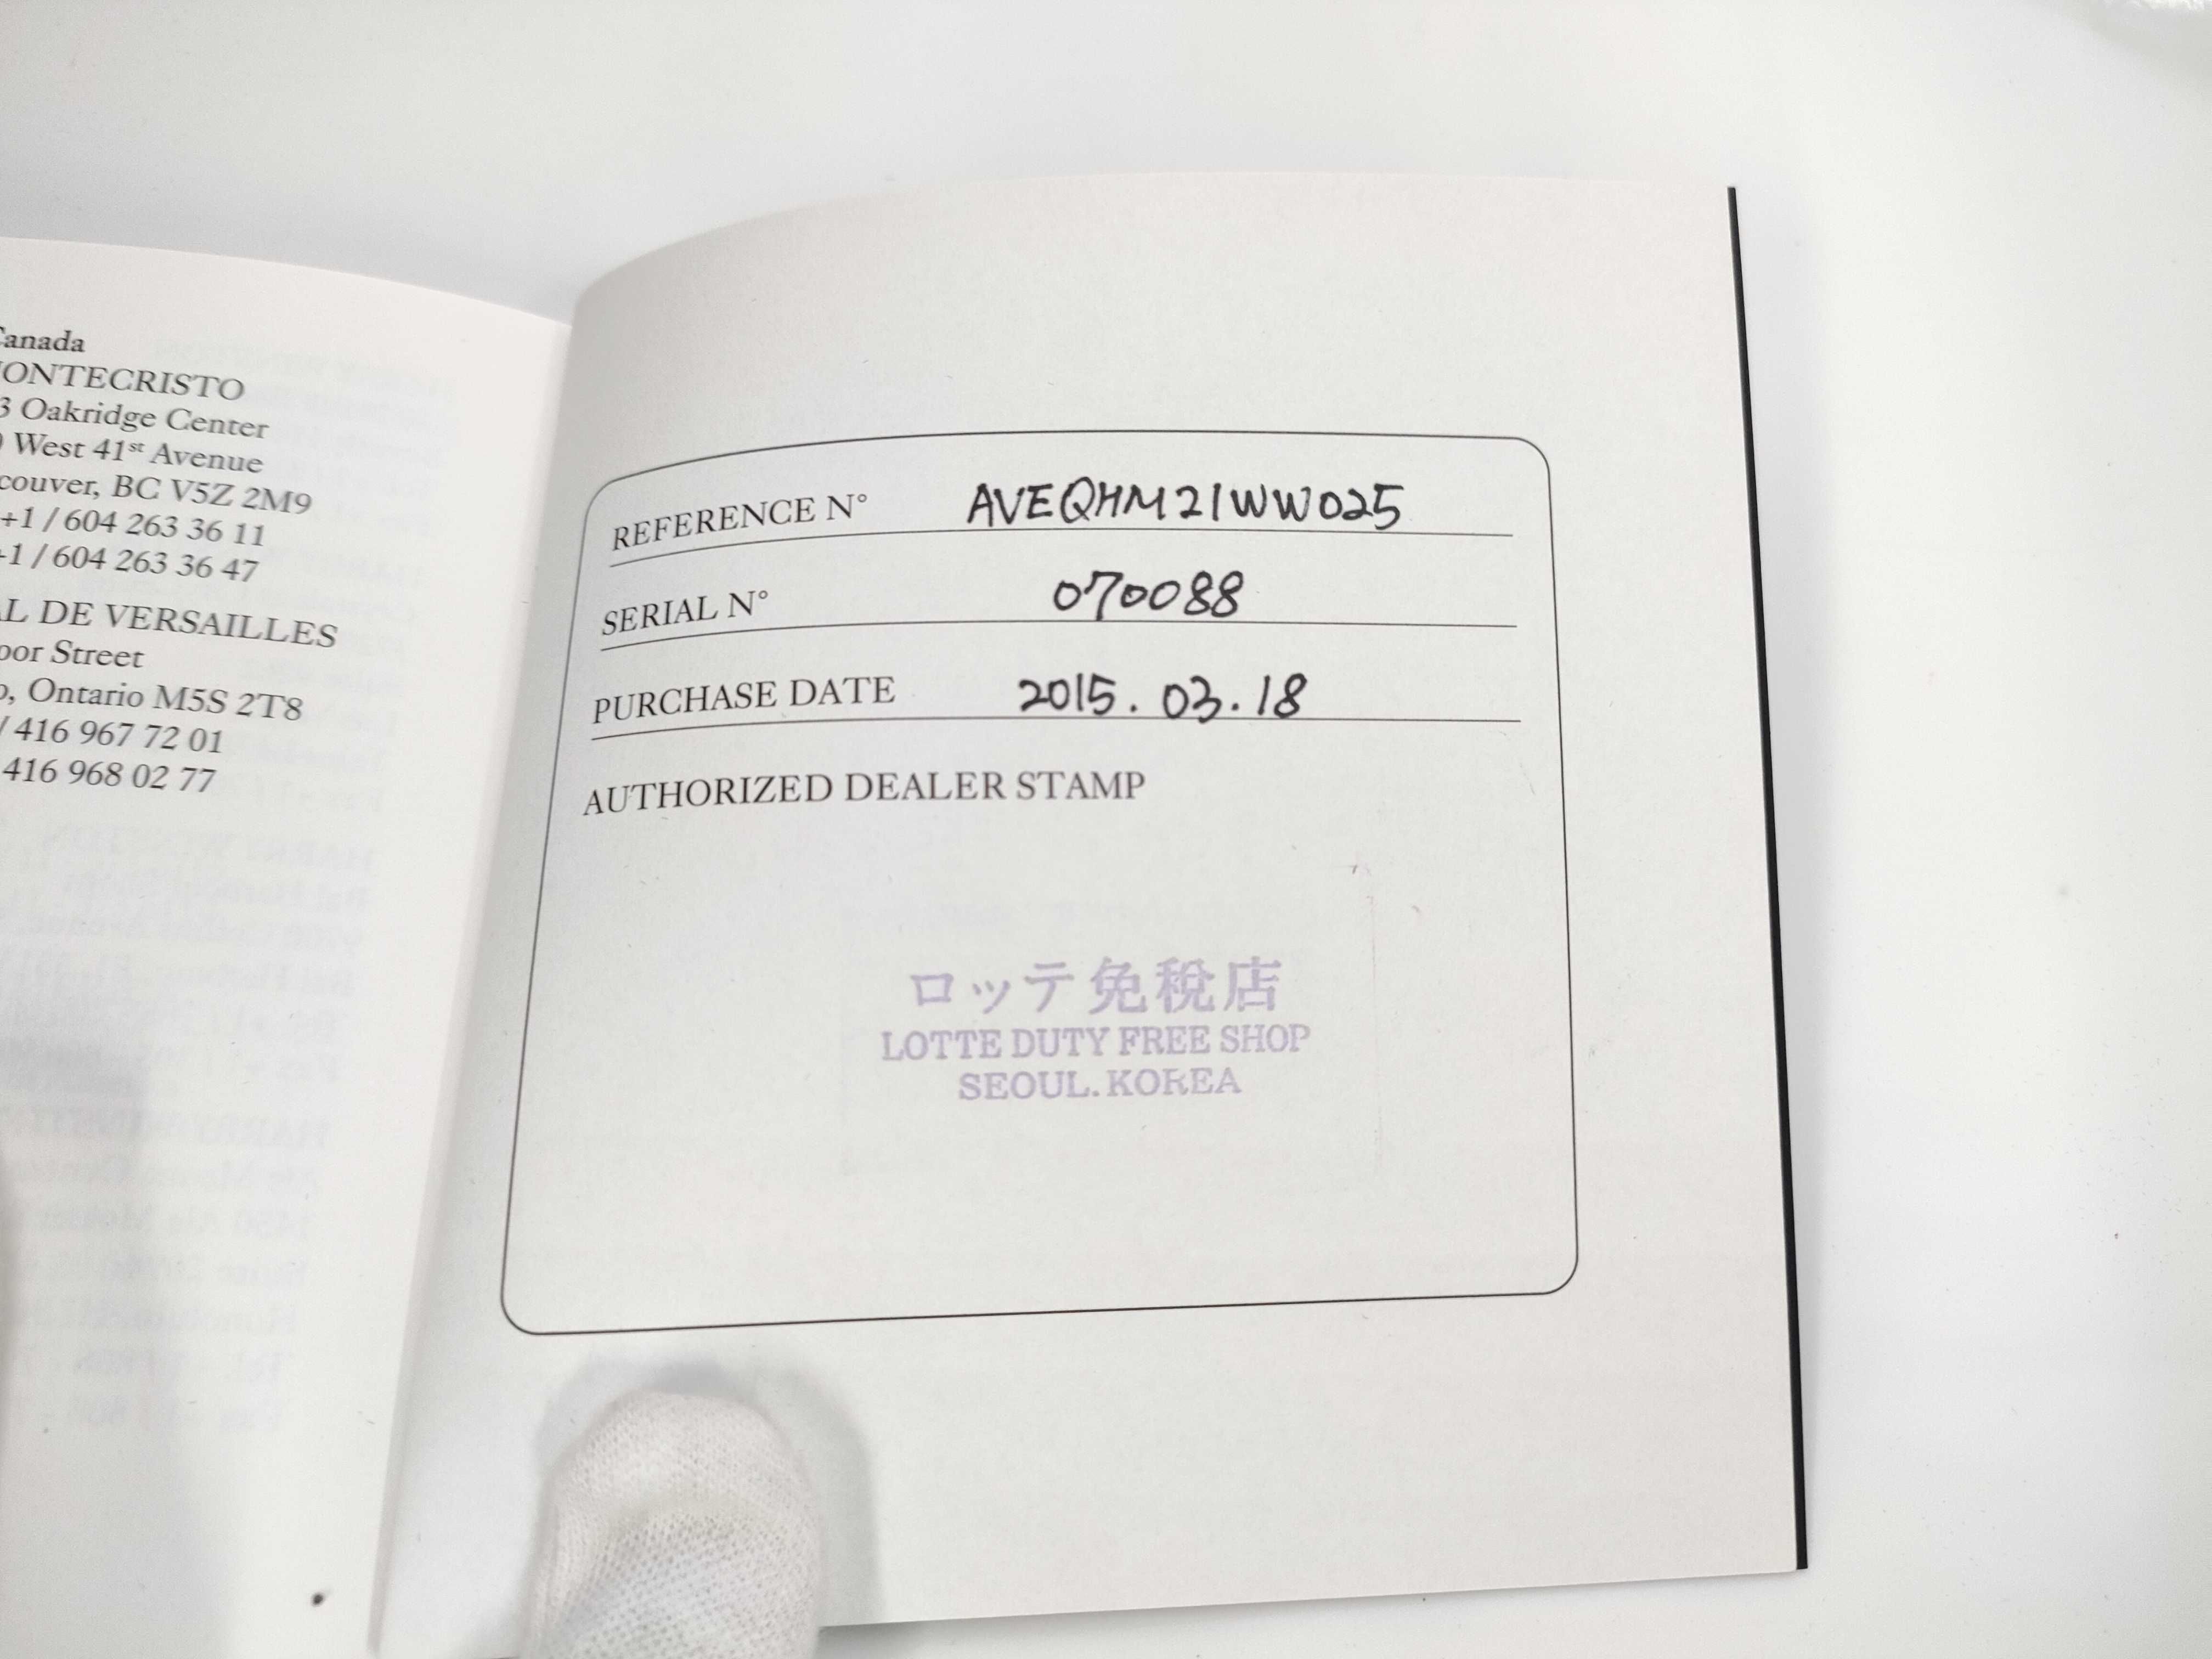 Canada
ONTECRISTO
3 Oakridge Center
West 41st Avenue
couver, BC V5Z 2M9
+1 / 604 263 36 11
+1 / 604 263 36 47
AL DE VERSAILLES
oor Street
o, Ontario M5S 2T8
/ 416 967 72 01
416 968 02 77
REFERENCE N° AVEQHM21WW025
SERIAL N° 070088
PURCHASE DATE 2015.03.18
AUTHORIZED DEALER STAMP
ロッテ免税店
LOTTE DUTY FREE SHOP
SEOUL.KOREA